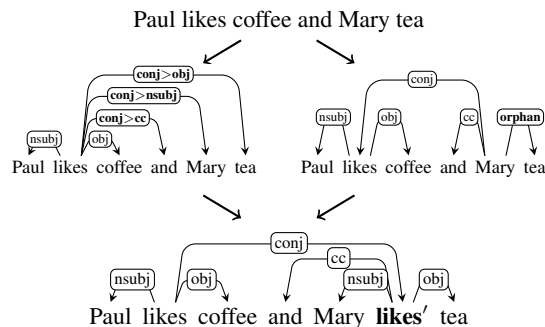 Paul likes coffee and Mary tea
conj>obj
conj>nsubj
conj>cc
nsubj
obj
Paul likes coffee and Mary tea
conj
nsubj
obj
cc
orphan
Paul likes coffee and Mary tea
conj
cc
nsubj
obj
nsubj
obj
Paul likes coffee and Mary likes′ tea